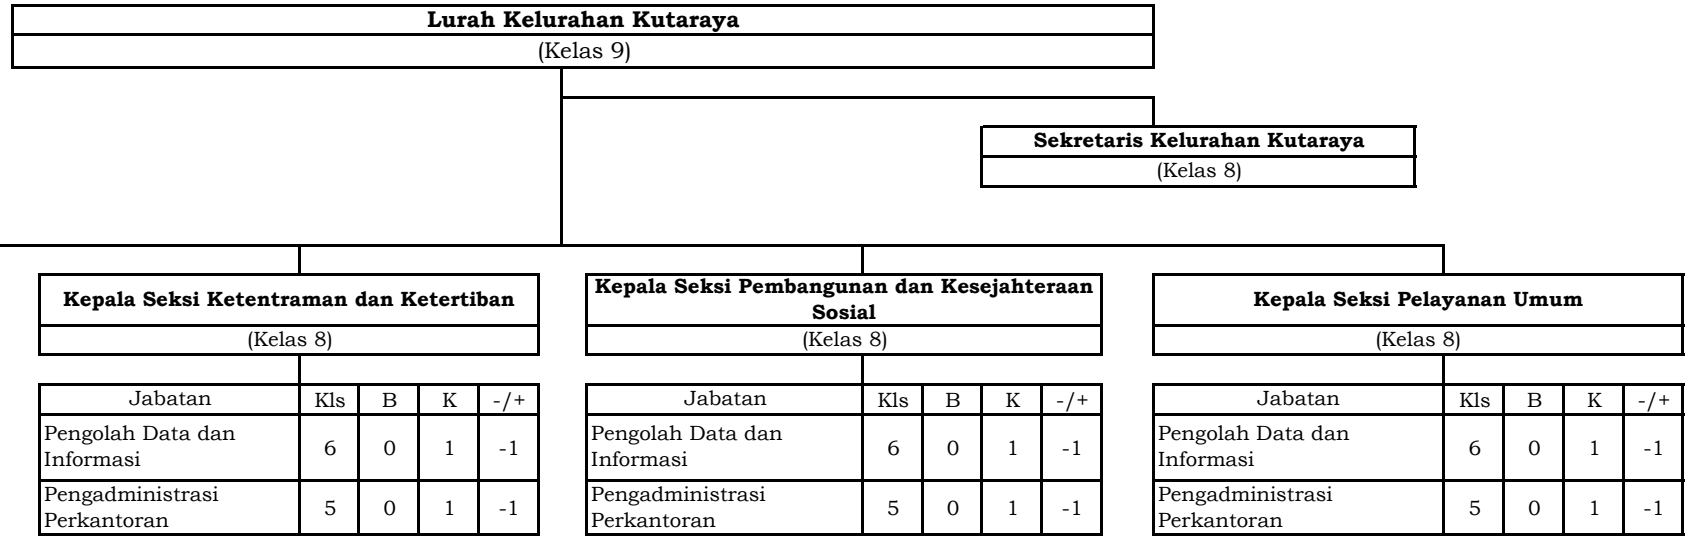 Lurah Kelurahan Kutaraya
(Kelas 9)
Sekretaris Kelurahan Kutaraya
(Kelas 8)
Kepala Seksi Ketentraman dan Ketertiban
(Kelas 8)
Jabatan Kls B K -/+
Pengolah Data dan
Informasi 6 0 1 -1
Pengadministrasi
Perkantoran 5 0 1 -1
Kepala Seksi Pembangunan dan Kesejahteraan
Sosial
(Kelas 8)
Jabatan Kls B K -/+
Pengolah Data dan
Informasi 6 0 1 -1
Pengadministrasi
Perkantoran 5 0 1 -1
Kepala Seksi Pelayanan Umum
(Kelas 8)
Jabatan Kls B K -/+
Pengolah Data dan
Informasi 6 0 1 -1
Pengadministrasi
Perkantoran 5 0 1 -1